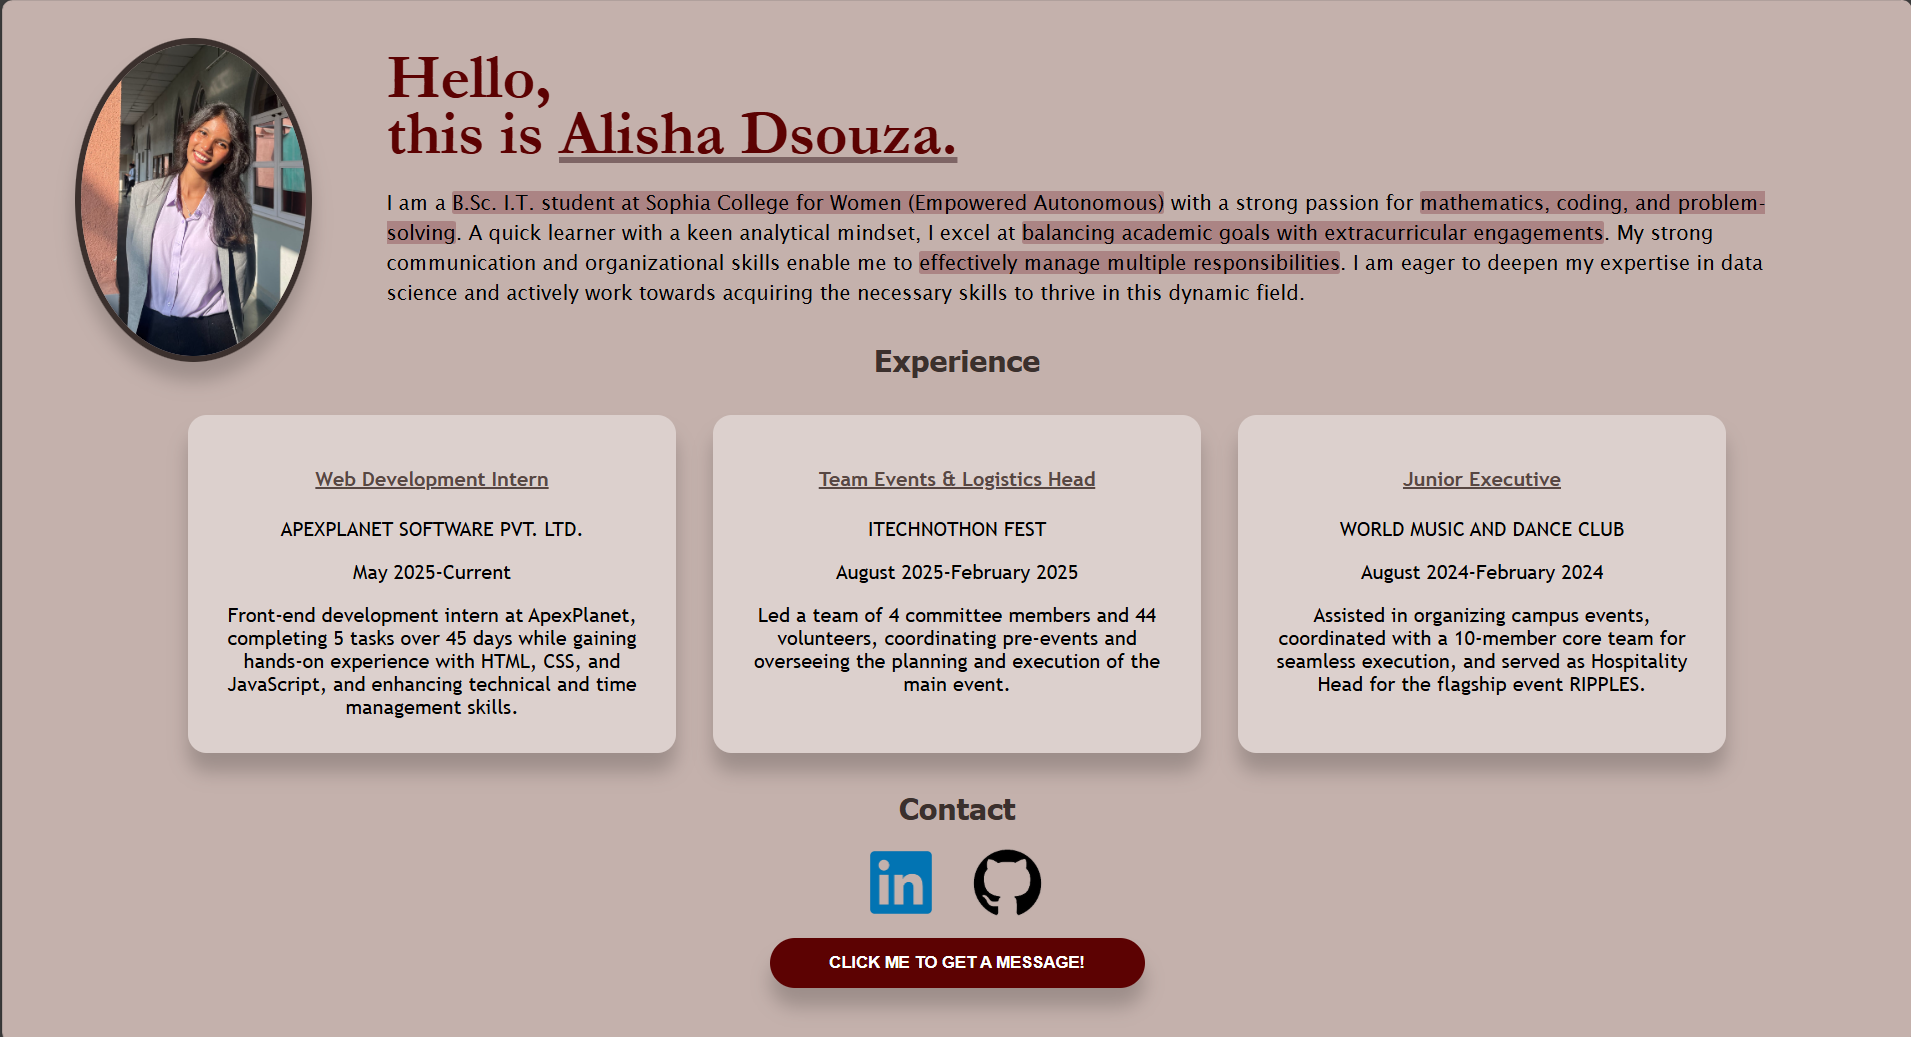 Hello,
this is Alisha Dsouza.
I am a B.Sc. I.T. student at Sophia College for Women (Empowered Autonomous) with a strong passion for mathematics, coding, and problem-
solving. A quick learner with a keen analytical mindset, I excel at balancing academic goals with extracurricular engagements. My strong
communication and organizational skills enable me to effectively manage multiple responsibilities. I am eager to deepen my expertise in data
science and actively work towards acquiring the necessary skills to thrive in this dynamic field.
Experience
Web Development Intern
APEXPLANET SOFTWARE PVT. LTD.
May 2025-Current
Front-end development intern at ApexPlanet,
completing 5 tasks over 45 days while gaining
hands-on experience with HTML, CSS, and
JavaScript, and enhancing technical and time
management skills.
Team Events & Logistics Head
ITECHNOTHON FEST
August 2025-February 2025
Led a team of 4 committee members and 44
volunteers, coordinating pre-events and
overseeing the planning and execution of the
main event.
Junior Executive
WORLD MUSIC AND DANCE CLUB
August 2024-February 2024
Assisted in organizing campus events,
coordinated with a 10-member core team for
seamless execution, and served as Hospitality
Head for the flagship event RIPPLES.
Contact
in
CLICK ME TO GET A MESSAGE!